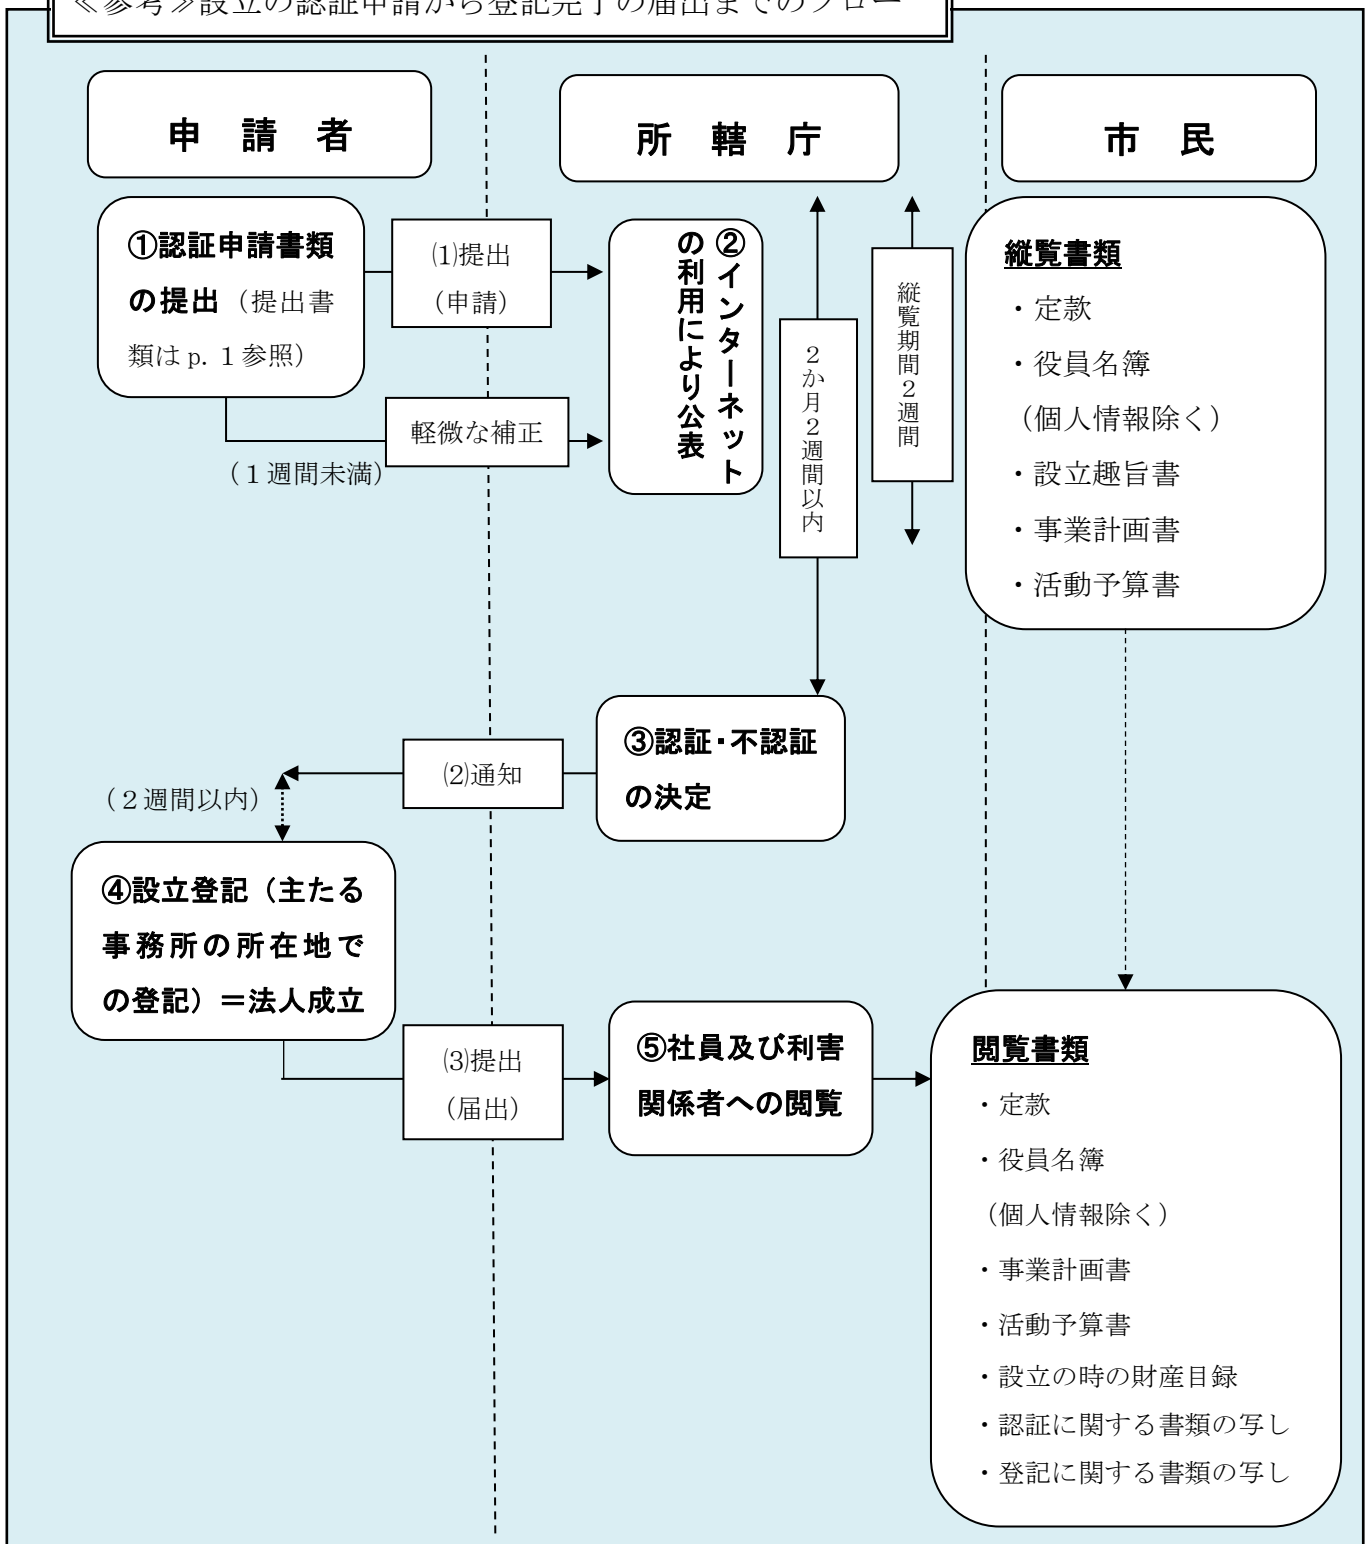 ≪参考≫設立の認証申請から登記完了の届出までのフロー
申　請　者
所　轄　庁
市　民
①認証申請書類
の提出（提出書
類は p. 1 参照）
⑴提出
（申請）
軽微な補正
（１週間未満）
②インターネット
の利用により公表
２か月２週間以内
縦覧期間２週間
縦覧書類
・定款
・役員名簿
（個人情報除く）
・設立趣旨書
・事業計画書
・活動予算書
③認証・不認証
の決定
⑵通知
（２週間以内）
④設立登記（主たる
事務所の所在地で
の登記）＝法人成立
⑶提出
（届出）
⑤社員及び利害
関係者への閲覧
閲覧書類
・定款
・役員名簿
（個人情報除く）
・事業計画書
・活動予算書
・設立の時の財産目録
・認証に関する書類の写し
・登記に関する書類の写し